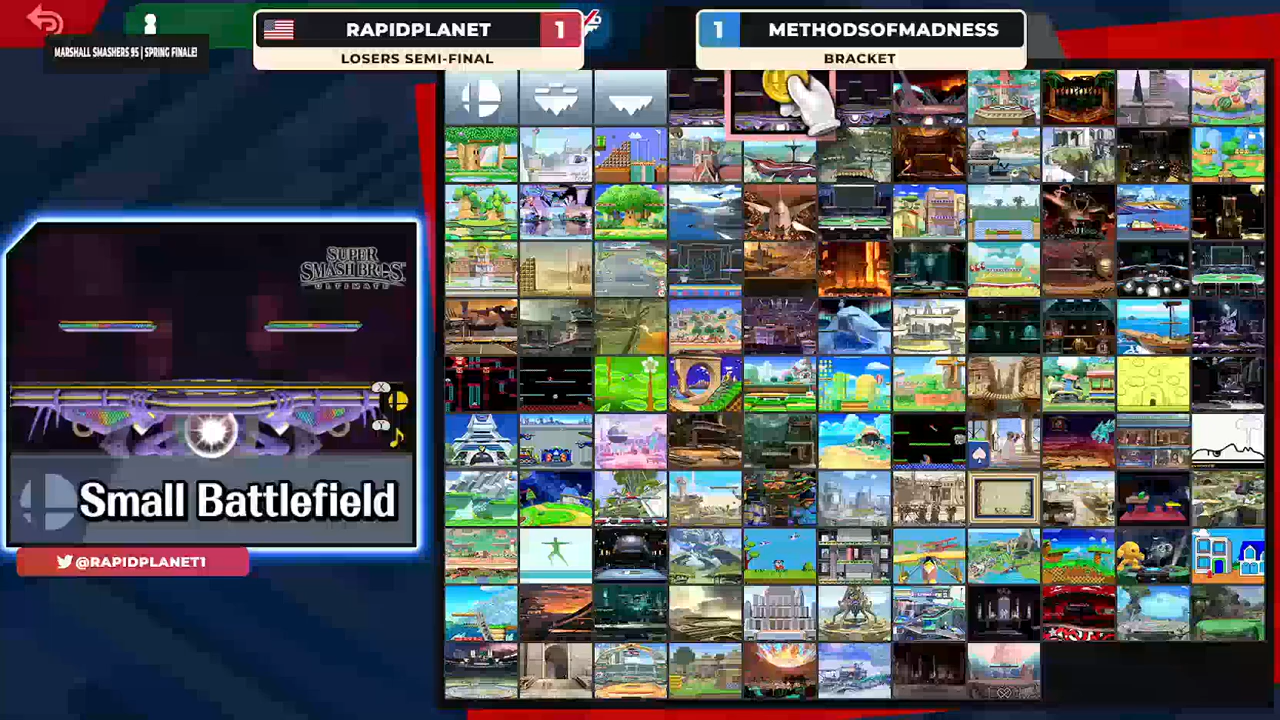 RAPIDPLANET 1
LOSERS SEMI-FINAL
1 METHODSOFMADNESS
BRACKET
MARSHALL SMASHERS 95 | SPRING FINALE!
SUPER
SMASH BROS.
ULTIMATE
X
Y
Small Battlefield
@RAPIDPLANET1